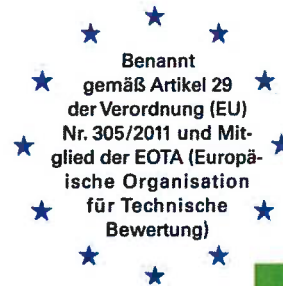 Benannt
gemäß Artikel 29
der Verordnung (EU)
Nr. 305/2011 und Mit-
glied der EOTA (Europä-
ische Organisation
für Technische
Bewertung)